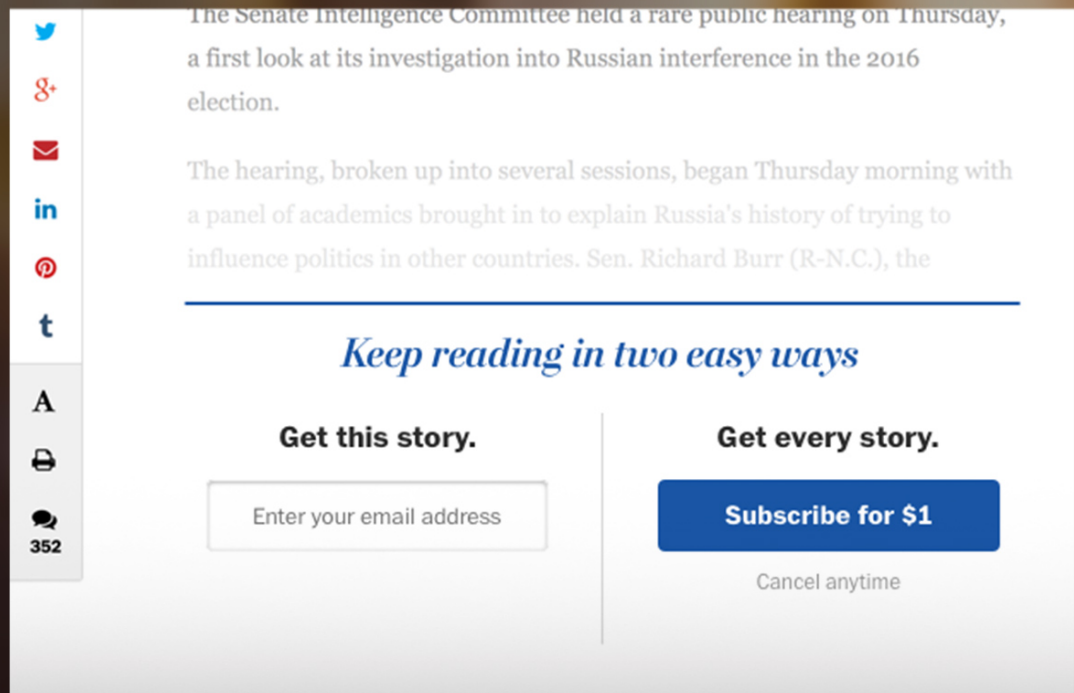 The Senate Intelligence Committee held a rare public hearing on Thursday,
a first look at its investigation into Russian interference in the 2016
election.
The hearing, broken up into several sessions, began Thursday morning with
a panel of academics brought in to explain Russia's history of trying to
influence politics in other countries. Sen. Richard Burr (R-N.C.), the
Keep reading in two easy ways
Get this story.
Enter your email address
Get every story.
Subscribe for $1
Cancel anytime
g+
in
t
A
352